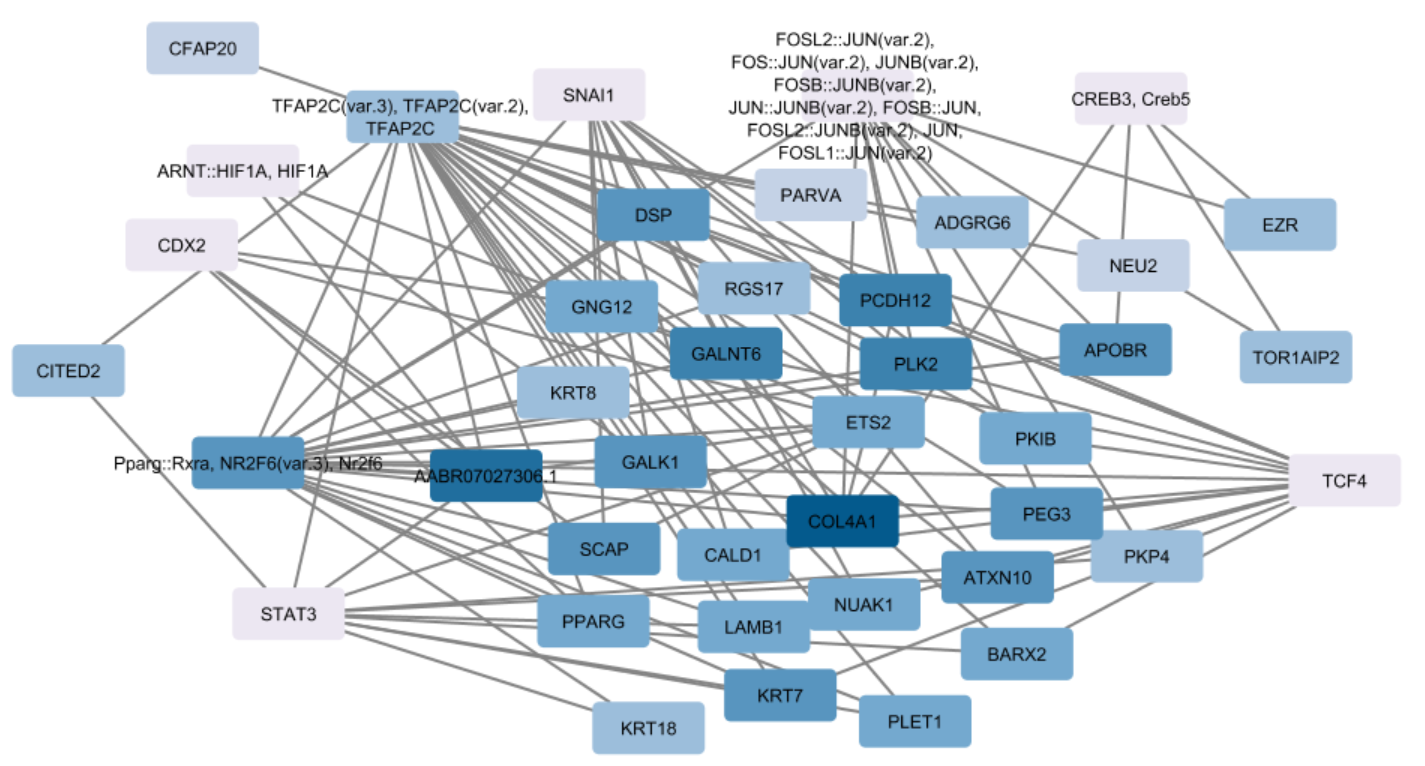 CFAP20
FOSL2::JUN(var.2),
FOS::JUN(var.2), JUNB(var.2),
FOSB::JUNB(var.2),
JUN::JUNB(var.2), FOSB::JUN,
FOSL2::JUNB(var.2), JUN,
FOSL1::JUN(var.2)
SNAI1
CREB3, Creb5
TFAP2C(var.3), TFAP2C(var.2),
TFAP2C
ARNT::HIF1A, HIF1A
PARVA
DSP
ADGRG6
EZR
CDX2
NEU2
RGS17
GNG12
PCDH12
GALNT6
PLK2
APOBR
TOR1AIP2
CITED2
KRT8
ETS2
PKIB
Pparg::Rxra, NR2F6(var.3), Nr2f6
AABR07027306.1
GALK1
TCF4
COL4A1
PEG3
SCAP
CALD1
PKP4
ATXN10
NUAK1
STAT3
PPARG
LAMB1
BARX2
KRT7
PLET1
KRT18